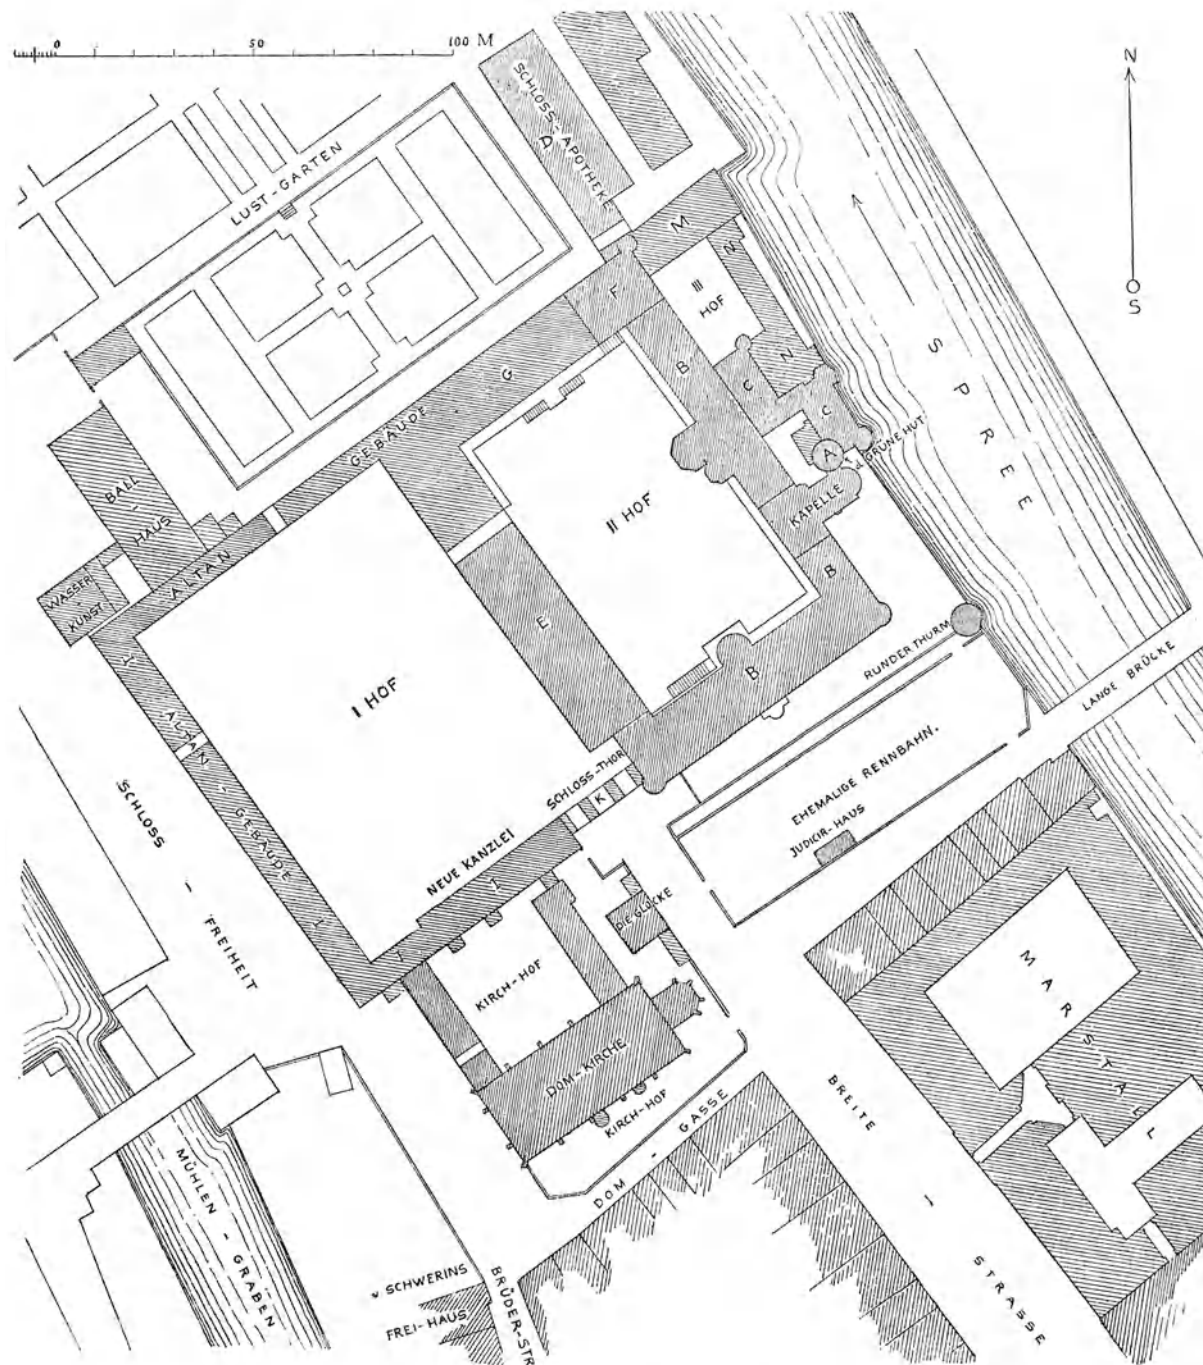 0 50 100 M
N
S
SCHLOSS-APOTHEKE
D
LUST-GARTEN
M
N
III
HOF
F
B
N
C
C
SPREE
G
GEBÄUDE
A
d. GRÜNE HUT
KAPELLE
BALL
-
HAUS
II HOF
B
ALTAN
WASSER
KUNST
E
I
I HOF
B
RUNDER THURM
LANGE BRÜCKE
ALTAN-GEBÄUDE
SCHLOSS-THOR
K
EHEMALIGE RENNBAHN.
JUDICIR-HAUS
SCHLOSS
-
FREIHEIT
NEUE KANZLEI
I
I
DIE GLOCKE
KIRCH-HOF
MARSTALL
DOM-KIRCHE
KIRCH-HOF
DOM-GASSE
BREITE
-
STRASSE
MÜHLEN-GRABEN
v SCHWERINS
FREI-HAUS
BRÜDER-STR